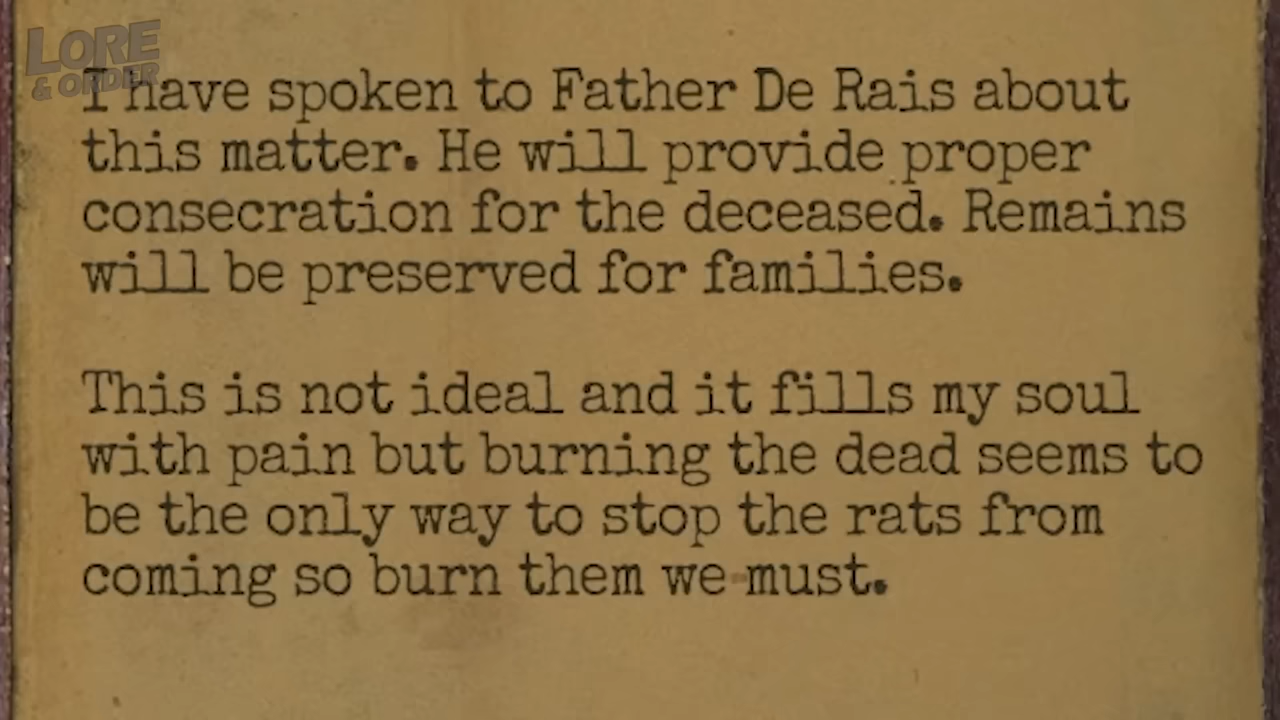 LORE
& ORDER
I have spoken to Father De Rais about
this matter. He will provide proper
consecration for the deceased. Remains
will be preserved for families.
This is not ideal and it fills my soul
with pain but burning the dead seems to
be the only way to stop the rats from
coming so burn them we must.